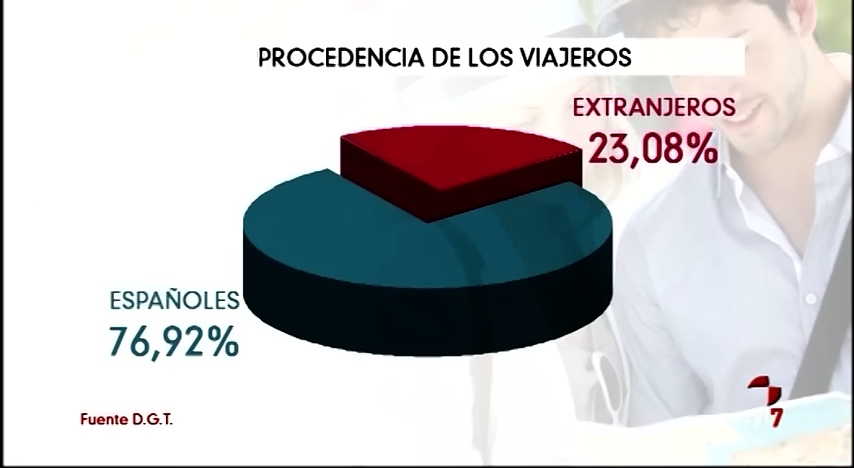 PROCEDENCIA DE LOS VIAJEROS
EXTRANJEROS
23,08%
ESPAÑOLES
76,92%
Fuente D.G.T.
7